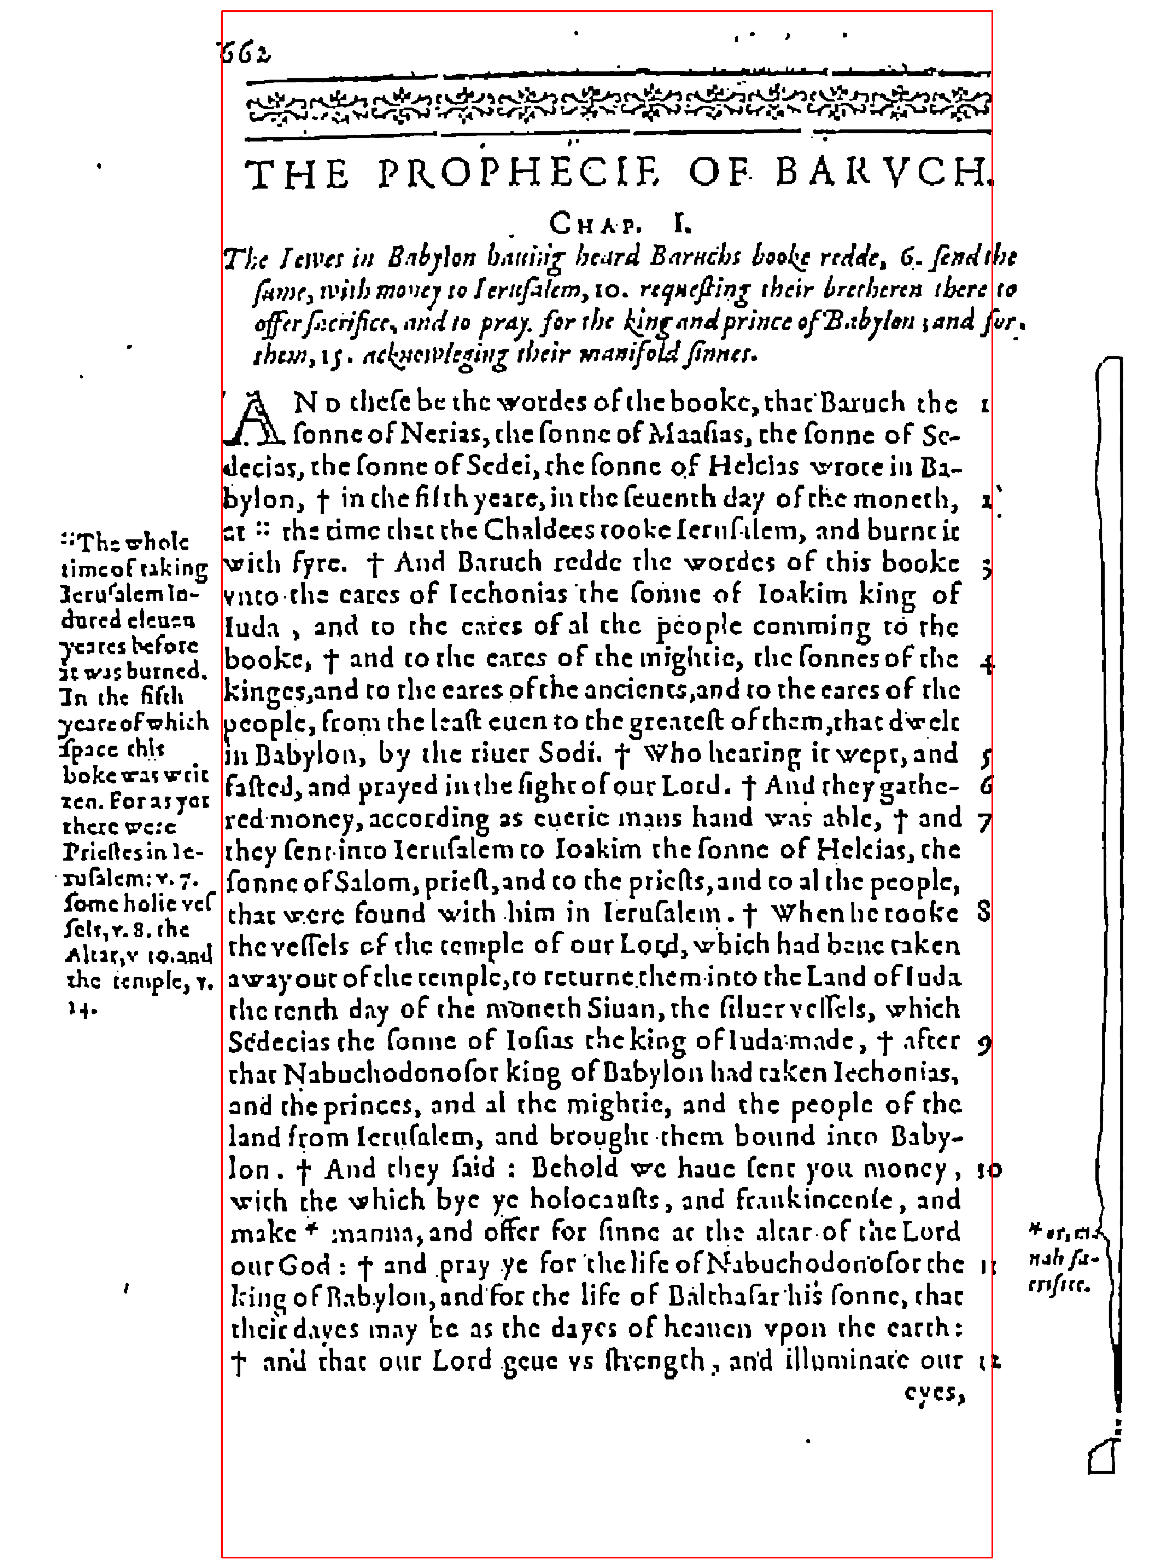 662
THE PROPHECIE OF BARVCH.
CHAP. I.
The Iewes in Babylon hauing heard Baruchs booke redde, 6. ſend the
ſame, with money to Ieruſalem, 10. requeſting their bretheren there to
offer ſacrifice, and to pray for the king and prince of Babylon; and for
them, 15. acknowleging their manifold ſinnes.
AND theſe be the wordes of the booke, that Baruch the 1
ſonne of Nerias, the ſonne of Maaſias, the ſonne of Se-
decias, the ſonne of Sedei, the ſonne of Helcias wrote in Ba-
bylon, † in the fifth yeare, in the ſeuenth day of the moneth, 2
at :: the time that the Chaldees tooke Ieruſalem, and burnt it
with fyre. † And Baruch redde the wordes of this booke 3
vnto the eares of Iechonias the ſonne of Ioakim king of
Iuda, and to the eares of al the people comming to the
booke, † and to the eares of the mightie, the ſonnes of the 4
kinges, and to the eares of the ancients, and to the eares of the
people, from the leaſt euen to the greateſt of them, that dwelt
in Babylon, by the riuer Sodi. † Who hearing it wept, and 5
faſted, and prayed in the ſight of our Lord. † And they gathe- 6
red money, according as euerie mans hand was able, † and 7
they ſent into Ieruſalem to Ioakim the ſonne of Helcias, the
ſonne of Salom, prieſt, and to the prieſts, and to al the people,
that were found with him in Ieruſalem. † When he tooke 8
the veſſels of the temple of our Lord, which had bene taken
away out of the temple, to returne them into the Land of Iuda
the tenth day of the moneth Siuan, the ſiluer veſſels, which
Sedecias the ſonne of Ioſias the king of Iuda made, † after 9
that Nabuchodonoſor king of Babylon had taken Iechonias,
and the princes, and al the mightie, and the people of the
land from Ieruſalem, and brought them bound into Baby-
lon. † And they ſaid : Behold we haue ſent you money, 10
with the which bye ye holocauſts, and frankincenſe, and
make * manna, and offer for ſinne at the altar of the Lord
our God : † and pray ye for the life of Nabuchodonoſor the 11
king of Babylon, and for the life of Balthaſar his ſonne, that
their dayes may be as the dayes of heauen vpon the earth:
† and that our Lord geue vs ſtrength, and illuminate our 12
eyes,
:: The whole
time of taking
Ieruſalem in-
dured eleuen
yeares before
it was burned.
In the fifth
yeare of which
ſpace this
boke was writ
ten. For as yet
there were
Prieſtes in Ie-
ruſalem: v. 7.
ſome holie veſ
ſels, v. 8. the
Altar, v 10. and
the temple, v.
14.
* or, ma-
nah ſa-
crifice.